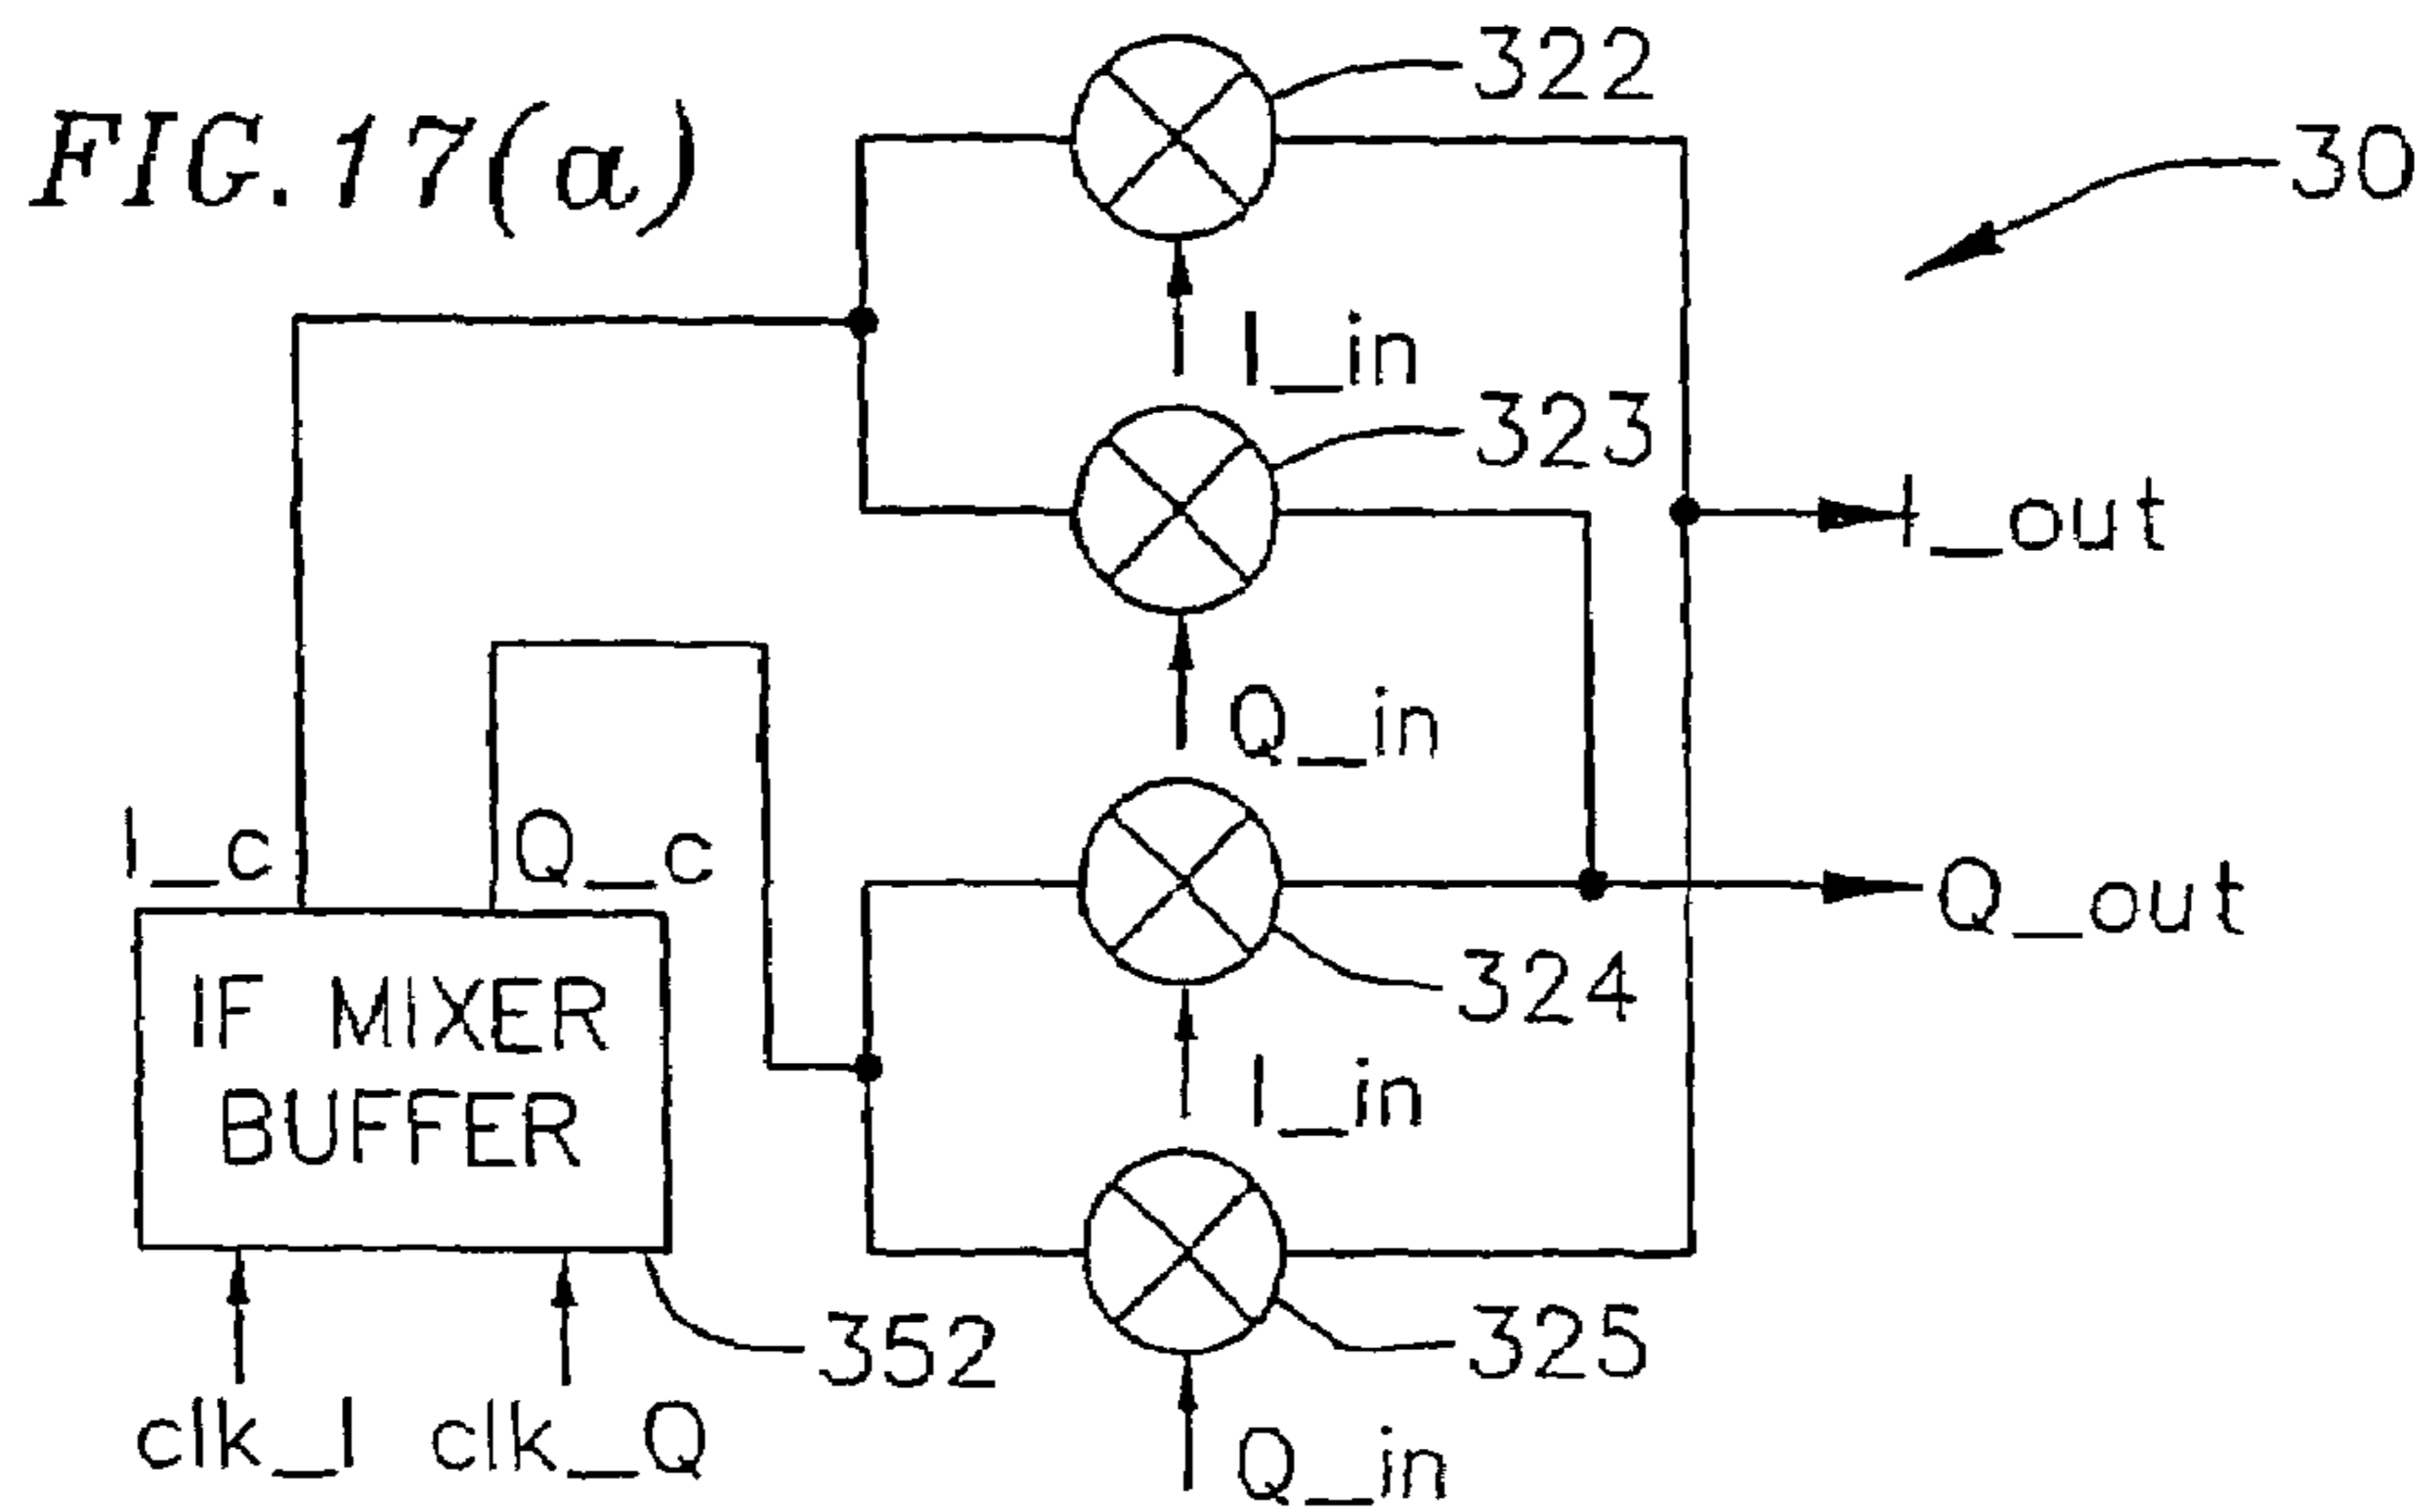 FIG.17(a)
322
30
I_in
323
I_out
Q_in
I_c
Q_c
Q_out
IF MIXER
BUFFER
324
I_in
352
325
clk_I
clk_Q
Q_in